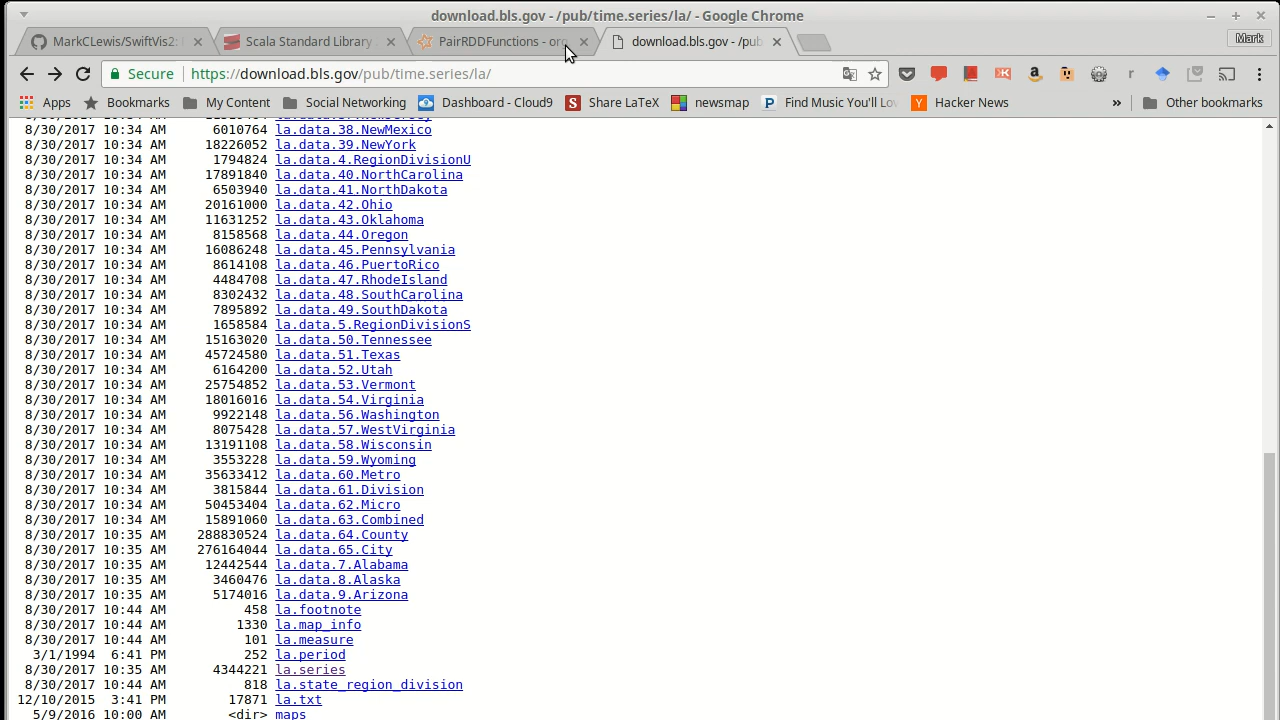 download.bls.gov - /pub/time.series/la/ - Google Chrome
MarkCLewis/SwiftVis2: Scala Standard Library PairRDDFunctions - org download.bls.gov - /pub Mark
Secure https://download.bls.gov/pub/time.series/la/
Apps Bookmarks My Content Social Networking Dashboard - Cloud9 Share LaTeX newsmap Find Music You'll Lov Hacker News » Other bookmarks
8/30/2017 10:34 AM 6010764 la.data.38.NewMexico
8/30/2017 10:34 AM 18226052 la.data.39.NewYork
8/30/2017 10:34 AM 1794824 la.data.4.RegionDivisionU
8/30/2017 10:34 AM 17891840 la.data.40.NorthCarolina
8/30/2017 10:34 AM 6503940 la.data.41.NorthDakota
8/30/2017 10:34 AM 20161000 la.data.42.Ohio
8/30/2017 10:34 AM 11631252 la.data.43.Oklahoma
8/30/2017 10:34 AM 8158568 la.data.44.Oregon
8/30/2017 10:34 AM 16086248 la.data.45.Pennsylvania
8/30/2017 10:34 AM 8614108 la.data.46.PuertoRico
8/30/2017 10:34 AM 4484708 la.data.47.RhodeIsland
8/30/2017 10:34 AM 8302432 la.data.48.SouthCarolina
8/30/2017 10:34 AM 7895892 la.data.49.SouthDakota
8/30/2017 10:34 AM 1658584 la.data.5.RegionDivisionS
8/30/2017 10:34 AM 15163020 la.data.50.Tennessee
8/30/2017 10:34 AM 45724580 la.data.51.Texas
8/30/2017 10:34 AM 6164200 la.data.52.Utah
8/30/2017 10:34 AM 25754852 la.data.53.Vermont
8/30/2017 10:34 AM 18016016 la.data.54.Virginia
8/30/2017 10:34 AM 9922148 la.data.56.Washington
8/30/2017 10:34 AM 8075428 la.data.57.WestVirginia
8/30/2017 10:34 AM 13191108 la.data.58.Wisconsin
8/30/2017 10:34 AM 3553228 la.data.59.Wyoming
8/30/2017 10:34 AM 35633412 la.data.60.Metro
8/30/2017 10:34 AM 3815844 la.data.61.Division
8/30/2017 10:34 AM 50453404 la.data.62.Micro
8/30/2017 10:34 AM 15891060 la.data.63.Combined
8/30/2017 10:35 AM 288830524 la.data.64.County
8/30/2017 10:35 AM 276164044 la.data.65.City
8/30/2017 10:35 AM 12442544 la.data.7.Alabama
8/30/2017 10:35 AM 3460476 la.data.8.Alaska
8/30/2017 10:35 AM 5174016 la.data.9.Arizona
8/30/2017 10:44 AM 458 la.footnote
8/30/2017 10:44 AM 1330 la.map_info
8/30/2017 10:44 AM 101 la.measure
3/1/1994 6:41 PM 252 la.period
8/30/2017 10:35 AM 4344221 la.series
8/30/2017 10:44 AM 818 la.state_region_division
12/10/2015 3:41 PM 17871 la.txt
5/9/2016 10:00 AM <dir> maps